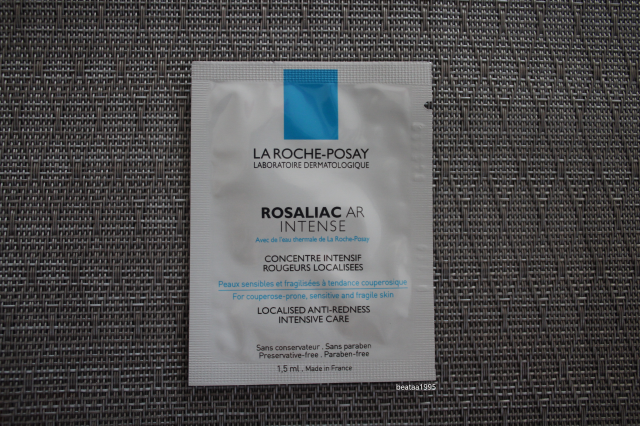 LA ROCHE-POSAY
LABORATOIRE DERMATOLOGIQUE
ROSALIAC AR
INTENSE
Avec de l'eau thermale de La Roche-Posay
CONCENTRE INTENSIF
ROUGEURS LOCALISEES
Peaux sensibles et fragilisées à tendance couperosique
For couperose-prone, sensitive and fragile skin
LOCALISED ANTI-REDNESS
INTENSIVE CARE
Sans conservateur . Sans paraben
Preservative-free . Paraben-free
1,5 ml . Made in France
beataa1995